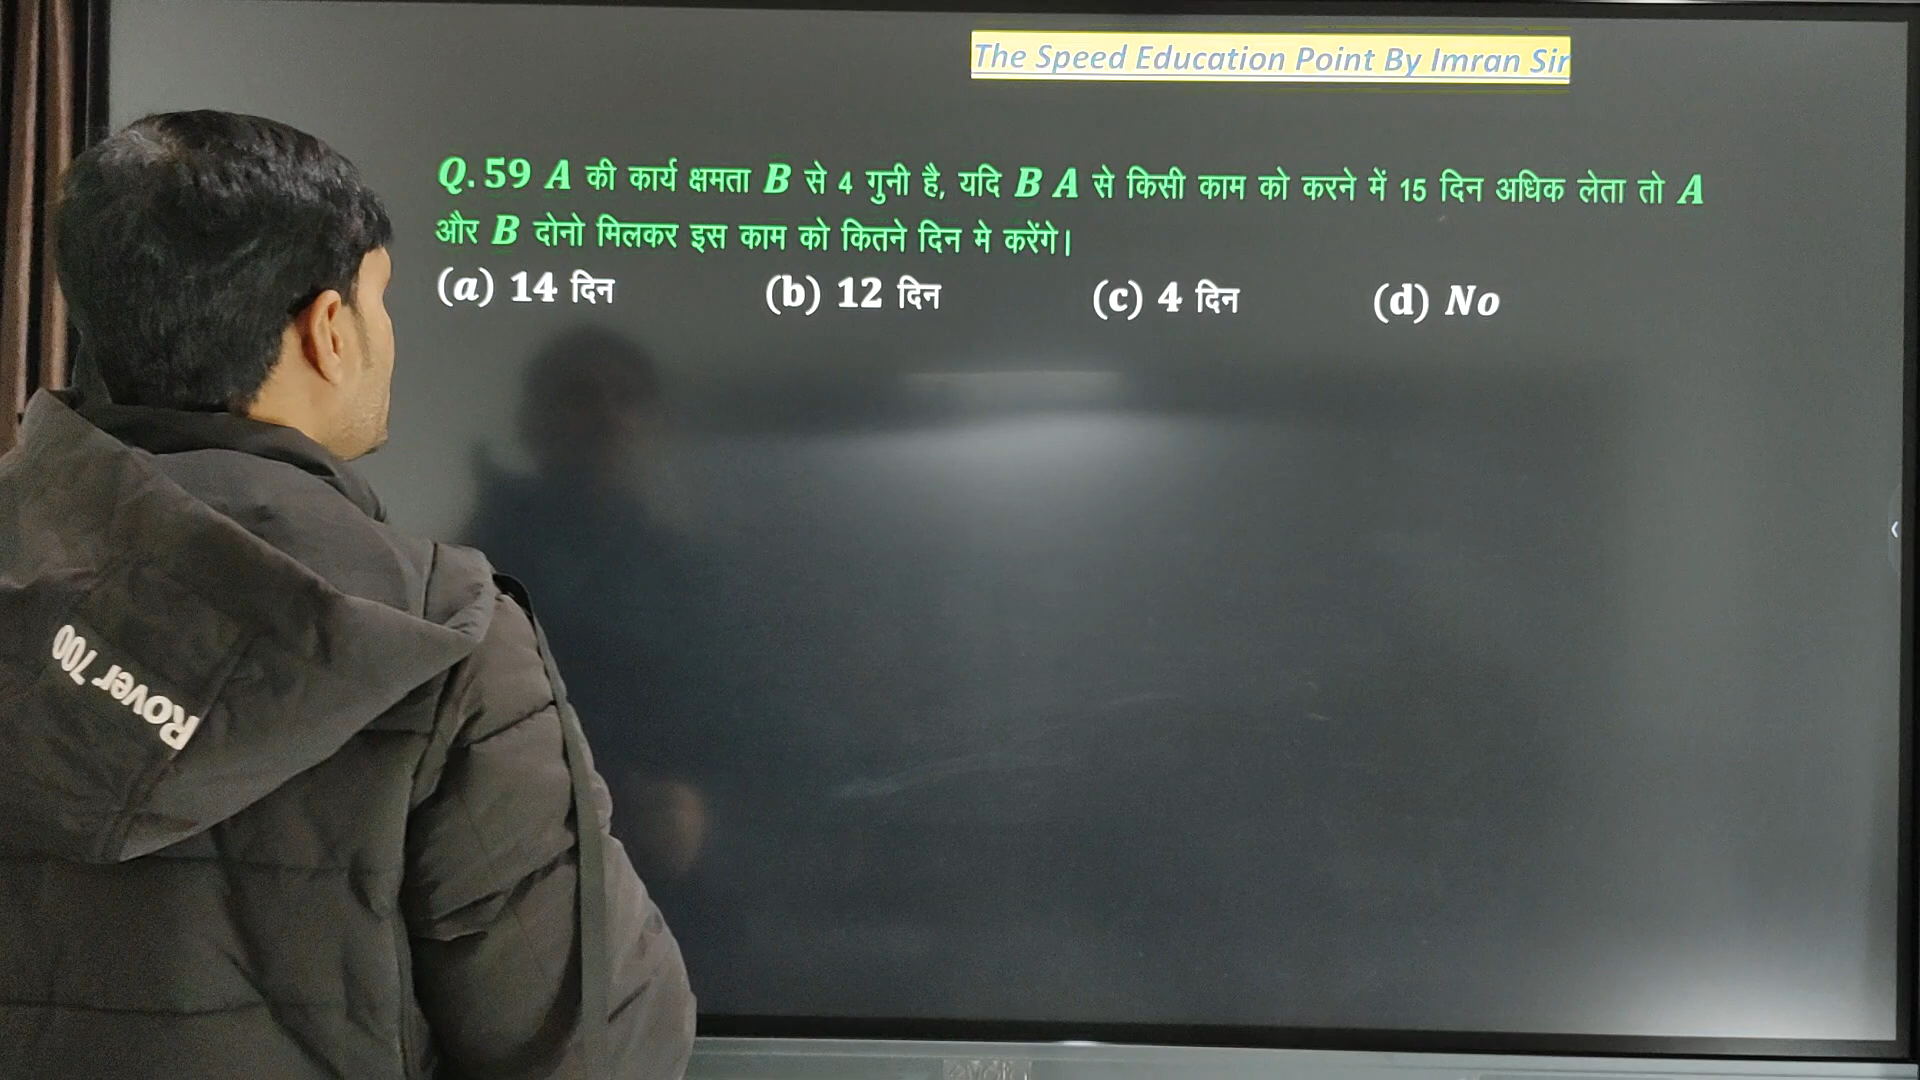 The Speed Education Point By Imran Sir
Q.59 A की कार्य क्षमता B से 4 गुनी है, यदि B A से किसी काम को करने में 15 दिन अधिक लेता तो A
और B दोनो मिलकर इस काम को कितने दिन मे करेंगे।
(a) 14 दिन (b) 12 दिन (c) 4 दिन (d) No
Rover 700